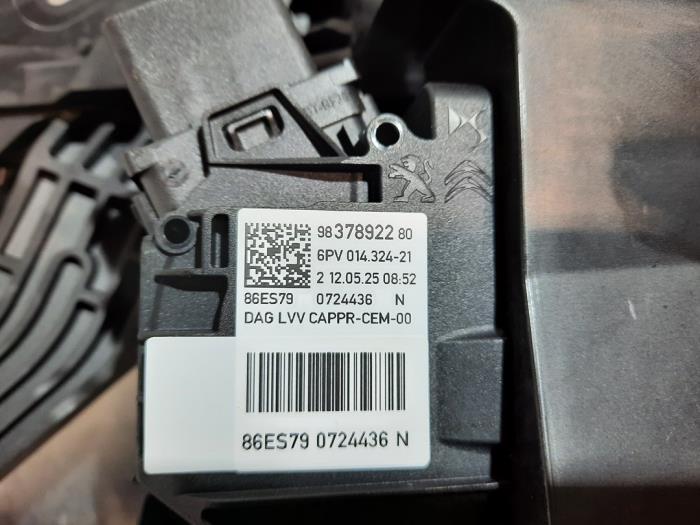 98 378922 80
6PV 014.324-21
2 12.05.25 08:52
86ES79 0724436 N
DAG LVV CAPPR-CEM-00
86ES79 0724436 N